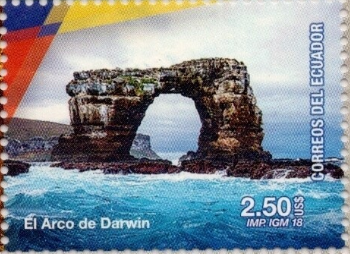 CORREOS DEL ECUADOR
El Arco de Darwin
2.50 US$
IMP. IGM 18